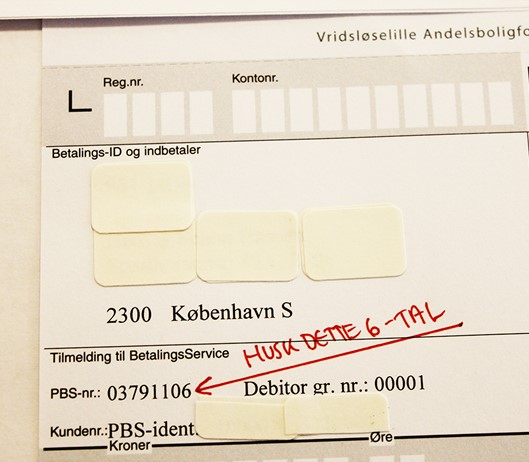 Vridsløselille Andelsboligfo
Reg.nr. Kontonr.
Betalings-ID og indbetaler
2300 København S
HUSK DETTE 6-TAL
Tilmelding til BetalingsService
PBS-nr.: 03791106 Debitor gr. nr.: 00001
Kundenr.: PBS-ident.
Kroner Øre